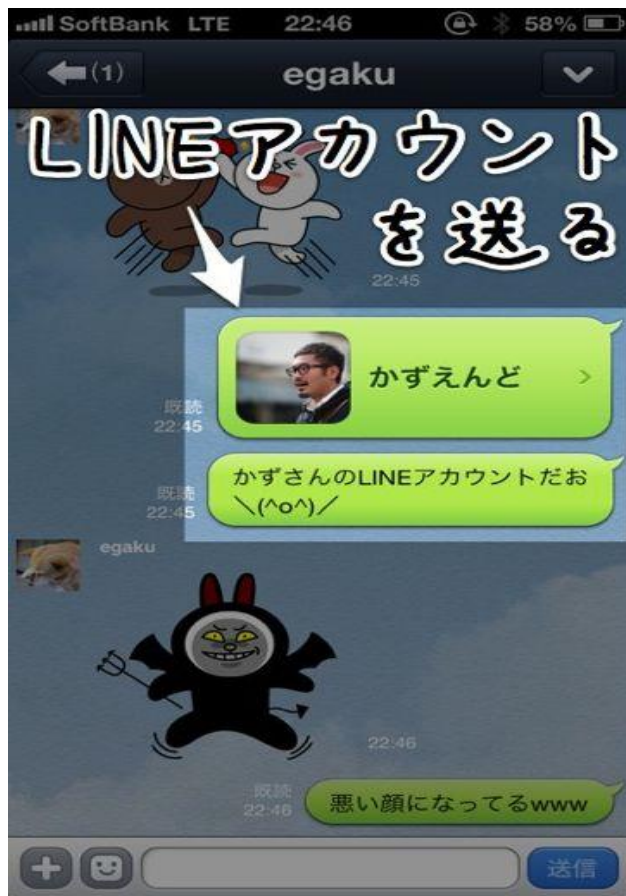 SoftBank LTE 22:46 58%
(1) egaku
LINEアカウント
を送る
22:45
かずえんど
既読
22:45
かずさんのLINEアカウントだお
＼(^o^)／
既読
22:45
egaku
22:46
悪い顔になってるwww
既読
22:46
送信